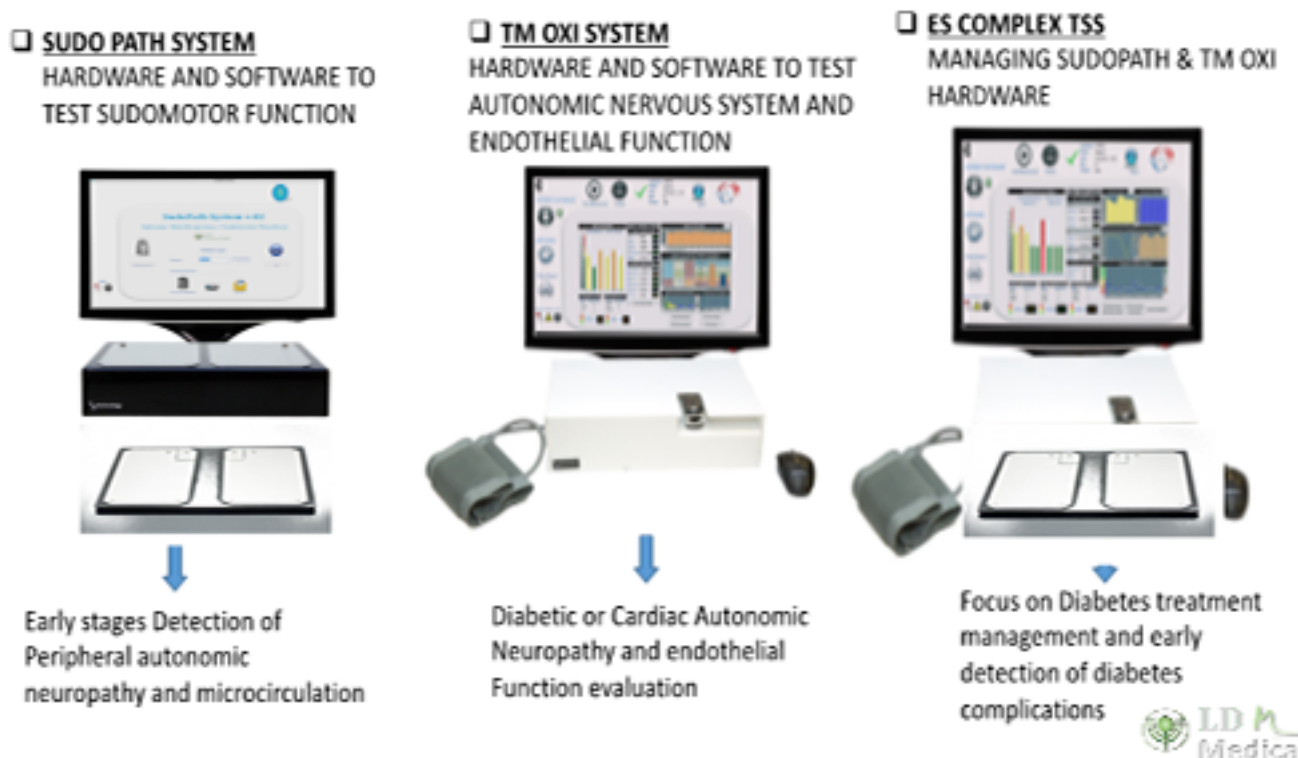 ❑ SUDO PATH SYSTEM
HARDWARE AND SOFTWARE TO
TEST SUDOMOTOR FUNCTION
Early stages Detection of
Peripheral autonomic
neuropathy and microcirculation
❑ TM OXI SYSTEM
HARDWARE AND SOFTWARE TO TEST
AUTONOMIC NERVOUS SYSTEM AND
ENDOTHELIAL FUNCTION
Diabetic or Cardiac Autonomic
Neuropathy and endothelial
Function evaluation
❑ ES COMPLEX TSS
MANAGING SUDOPATH & TM OXI
HARDWARE
Focus on Diabetes treatment
management and early
detection of diabetes
complications
LD
Medica